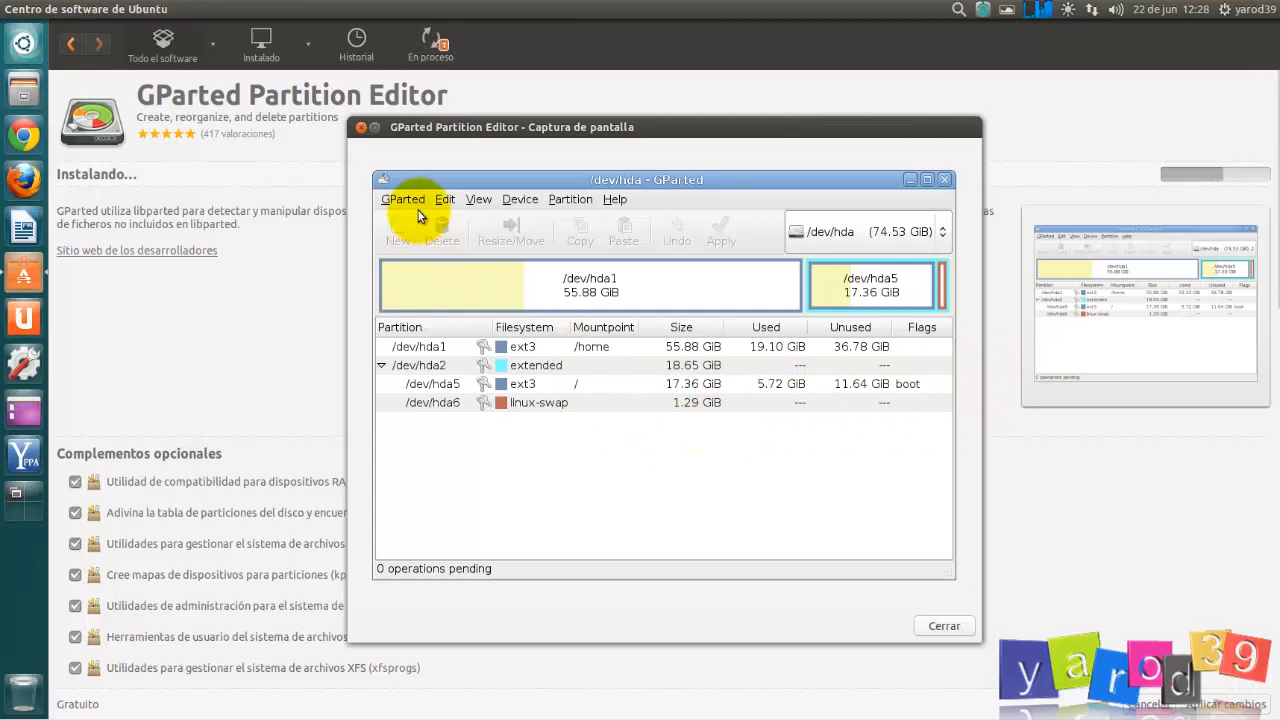 Centro de software de Ubuntu
22 de jun 12:28 yarod39
Todo el software
Instalado
Historial
En proceso
1
GParted Partition Editor
Create, reorganize, and delete partitions
(417 valoraciones)
Instalando...
GParted utiliza libparted para detectar y manipular dispos
as
de ficheros no incluidos en libparted.
Sitio web de los desarrolladores
GParted Partition Editor - Captura de pantalla
/dev/hda - GParted
GParted Edit View Device Partition Help
New Delete Resize/Move Copy Paste Undo Apply
/dev/hda (74.53 GiB)
/dev/hda1
55.88 GiB
/dev/hda5
17.36 GiB
Partition Filesystem Mountpoint Size Used Unused Flags
/dev/hda1 ext3 /home 55.88 GiB 19.10 GiB 36.78 GiB
/dev/hda2 extended 18.65 GiB --- ---
/dev/hda5 ext3 / 17.36 GiB 5.72 GiB 11.64 GiB boot
/dev/hda6 linux-swap 1.29 GiB --- ---
0 operations pending
Cerrar
Complementos opcionales
Utilidad de compatibilidad para dispositivos RA
Adivina la tabla de particiones del disco y encuen
Utilidades para gestionar el sistema de archivos
Cree mapas de dispositivos para particiones (kp
Utilidades de administración para el sistema de
Herramientas de usuario del sistema de archivos
Utilidades para gestionar el sistema de archivos XFS (xfsprogs)
Gratuito
Aplicar cambios
yarod39
YPPA